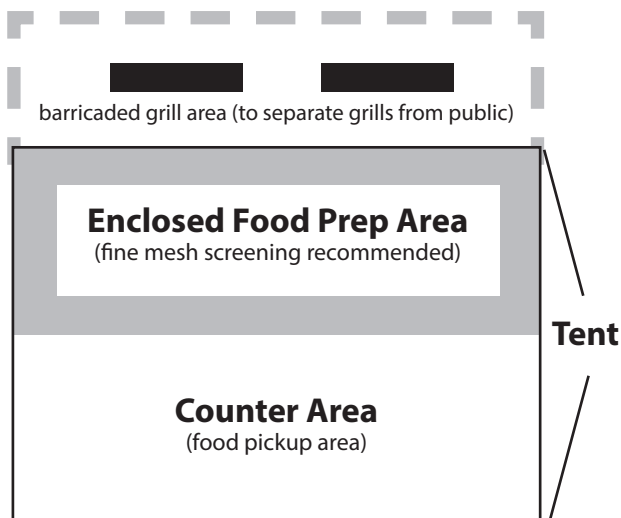 barricaded grill area (to separate grills from public)
Enclosed Food Prep Area
(fine mesh screening recommended)
Tent
Counter Area
(food pickup area)